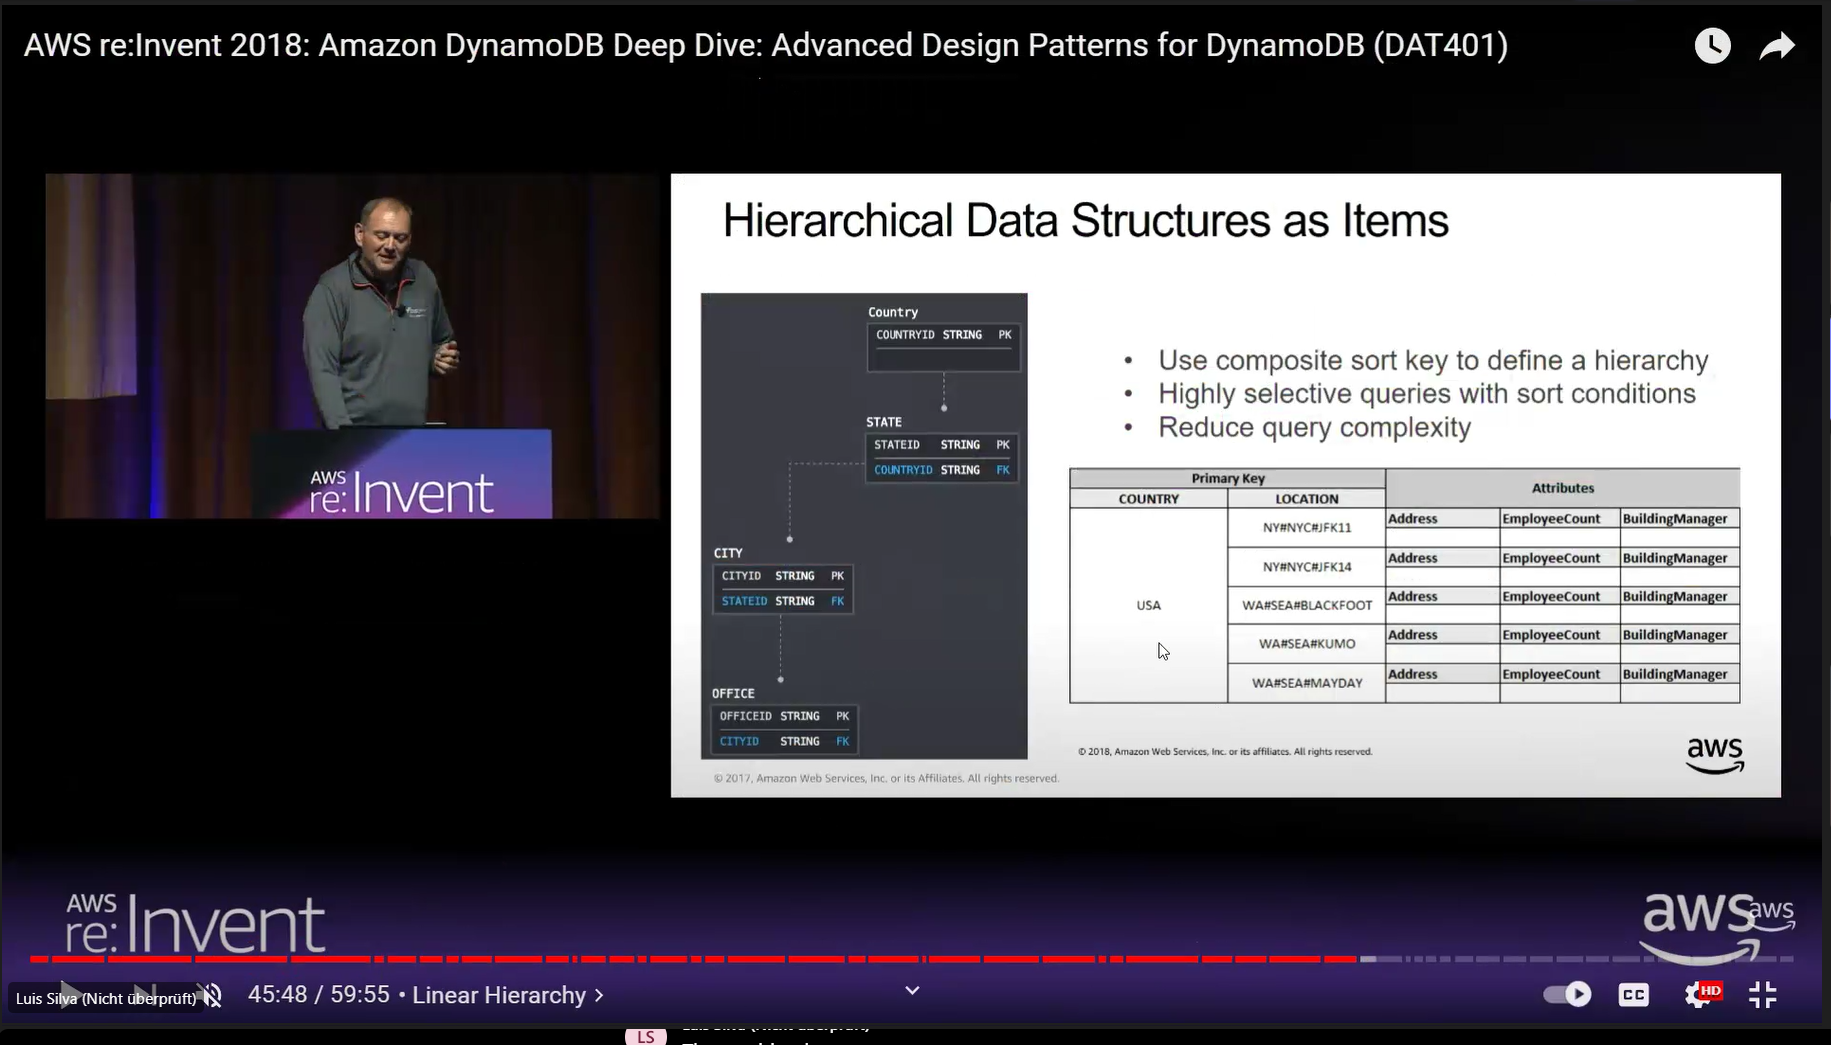 AWS re:Invent 2018: Amazon DynamoDB Deep Dive: Advanced Design Patterns for DynamoDB (DAT401)
AWS
re:Invent
Hierarchical Data Structures as Items
Country
COUNTRYID STRING PK
STATE
STATEID STRING PK
COUNTRYID STRING FK
CITY
CITYID STRING PK
STATEID STRING FK
OFFICE
OFFICEID STRING PK
CITYID STRING FK
• Use composite sort key to define a hierarchy
• Highly selective queries with sort conditions
• Reduce query complexity
Primary Key Attributes
COUNTRY LOCATION
USA
NY#NYC#JFK11 Address EmployeeCount BuildingManager
NY#NYC#JFK14 Address EmployeeCount BuildingManager
WA#SEA#BLACKFOOT Address EmployeeCount BuildingManager
WA#SEA#KUMO Address EmployeeCount BuildingManager
WA#SEA#MAYDAY Address EmployeeCount BuildingManager
© 2018, Amazon Web Services, Inc. or its affiliates. All rights reserved.
aws
© 2017, Amazon Web Services, Inc. or its Affiliates. All rights reserved.
AWS
re:Invent
aws
aws
Luis Silva (Nicht überprüft)
45:48 / 59:55 • Linear Hierarchy >
CC
HD
LS